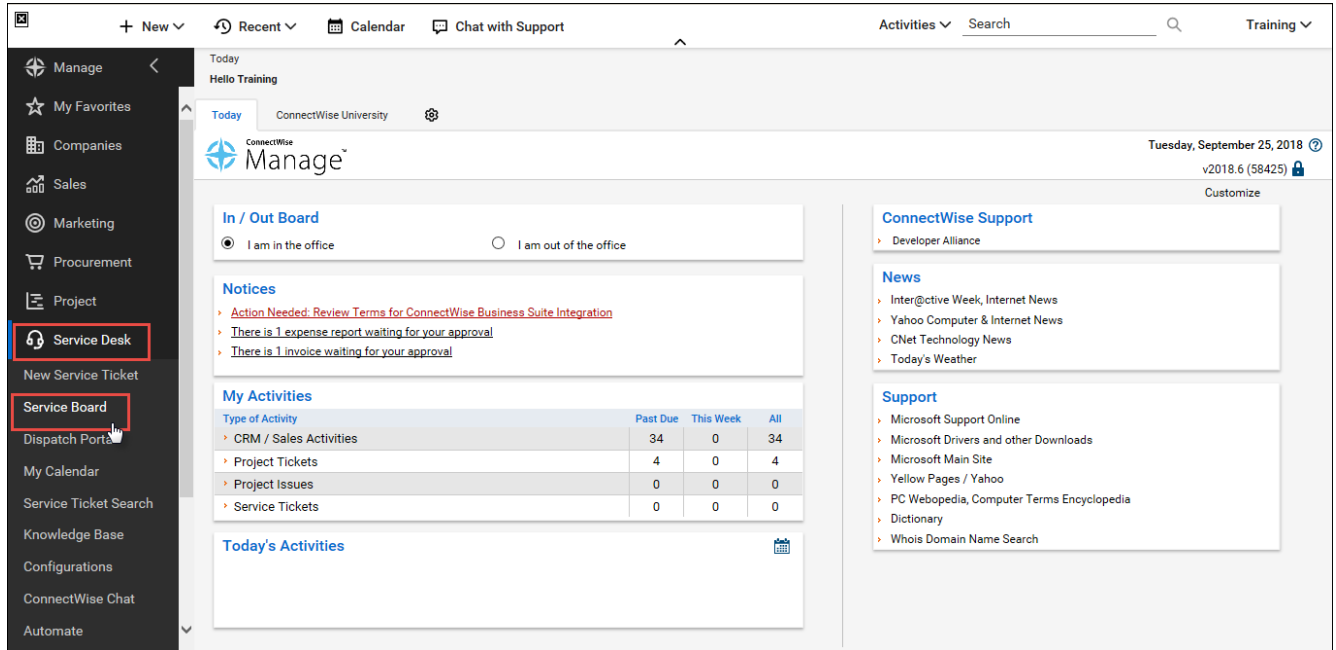 New
Recent
Calendar
Chat with Support
Activities
Search
Training
Manage
My Favorites
Companies
Sales
Marketing
Procurement
Project
Service Desk
New Service Ticket
Service Board
Dispatch Portal
My Calendar
Service Ticket Search
Knowledge Base
Configurations
ConnectWise Chat
Automate
Today
Hello Training
Today ConnectWise University
ConnectWise
Manage™
Tuesday, September 25, 2018
v2018.6 (58425)
Customize
In / Out Board
I am in the office I am out of the office
Notices
Action Needed: Review Terms for ConnectWise Business Suite Integration
There is 1 expense report waiting for your approval
There is 1 invoice waiting for your approval
My Activities
Type of Activity Past Due This Week All
CRM / Sales Activities 34 0 34
Project Tickets 4 0 4
Project Issues 0 0 0
Service Tickets 0 0 0
Today's Activities
ConnectWise Support
Developer Alliance
News
Inter@ctive Week, Internet News
Yahoo Computer & Internet News
CNet Technology News
Today's Weather
Support
Microsoft Support Online
Microsoft Drivers and other Downloads
Microsoft Main Site
Yellow Pages / Yahoo
PC Webopedia, Computer Terms Encyclopedia
Dictionary
Whois Domain Name Search